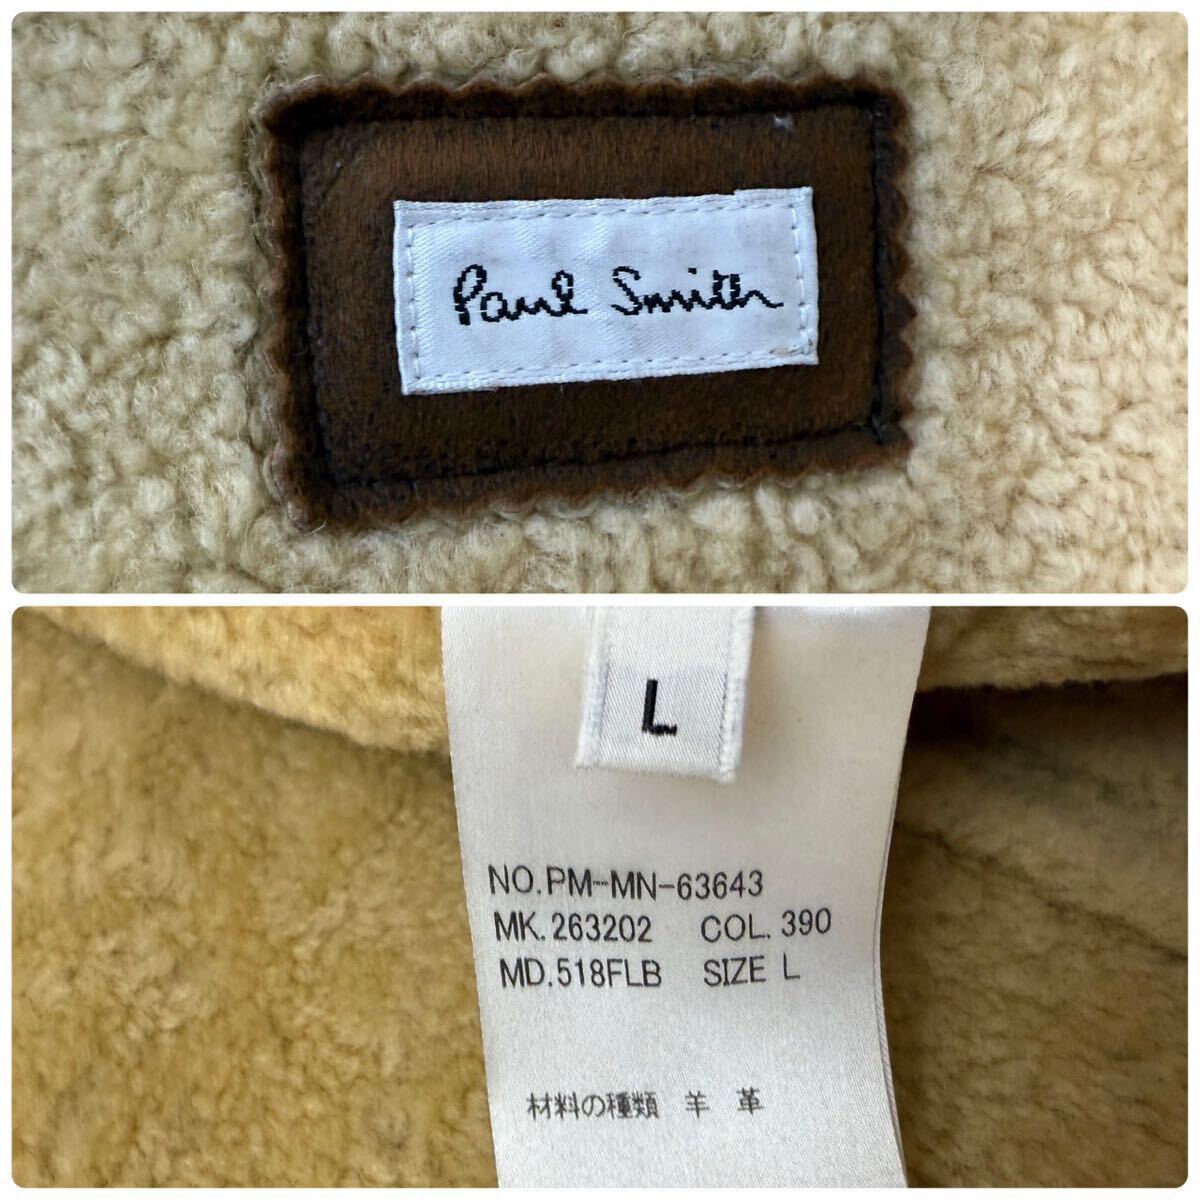 Paul Smith
L
NO.PM-MN-63643
MK.263202 COL.390
MD.518FLB SIZE L
材料の種類 羊 革